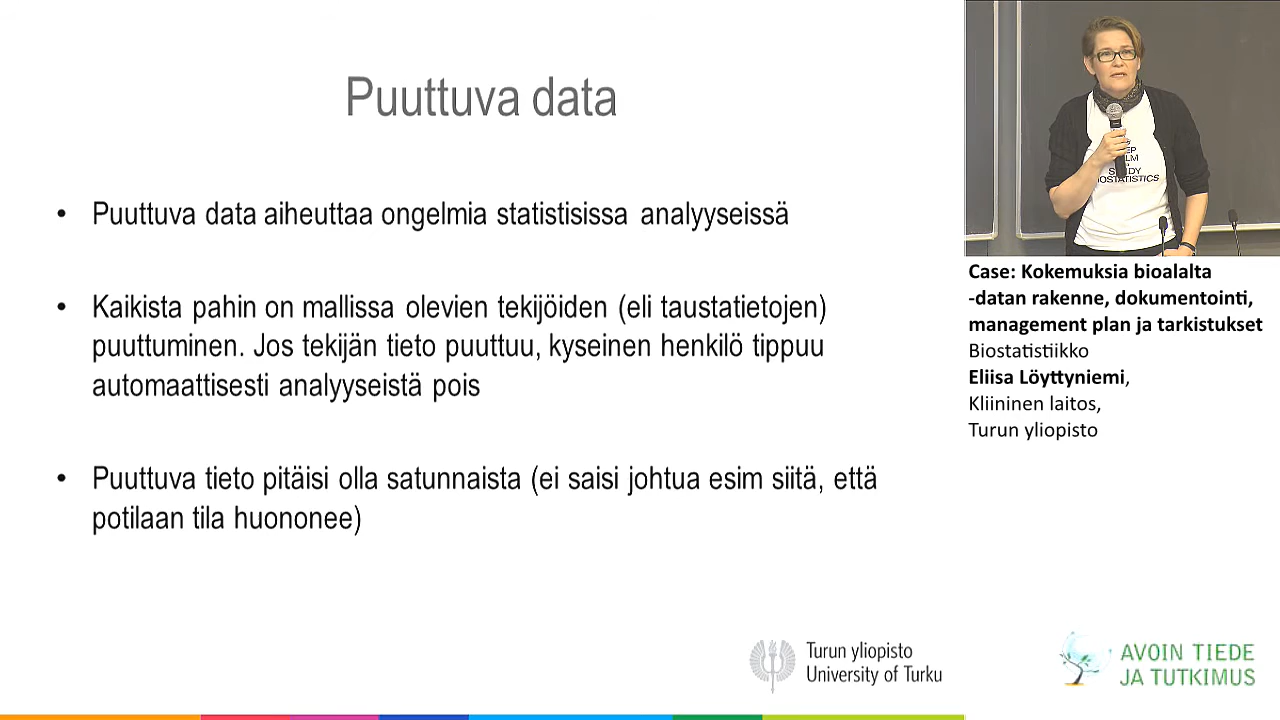 Puuttuva data
• Puuttuva data aiheuttaa ongelmia statistisissa analyyseissä
• Kaikista pahin on mallissa olevien tekijöiden (eli taustatietojen)
puuttuminen. Jos tekijän tieto puuttuu, kyseinen henkilö tippuu
automaattisesti analyyseistä pois
• Puuttuva tieto pitäisi olla satunnaista (ei saisi johtua esim siitä, että
potilaan tila huononee)
Case: Kokemuksia bioalalta
-datan rakenne, dokumentointi,
management plan ja tarkistukset
Biostatistiikko
Eliisa Löyttyniemi,
Kliininen laitos,
Turun yliopisto
Turun yliopisto
University of Turku
AVOIN TIEDE
JA TUTKIMUS